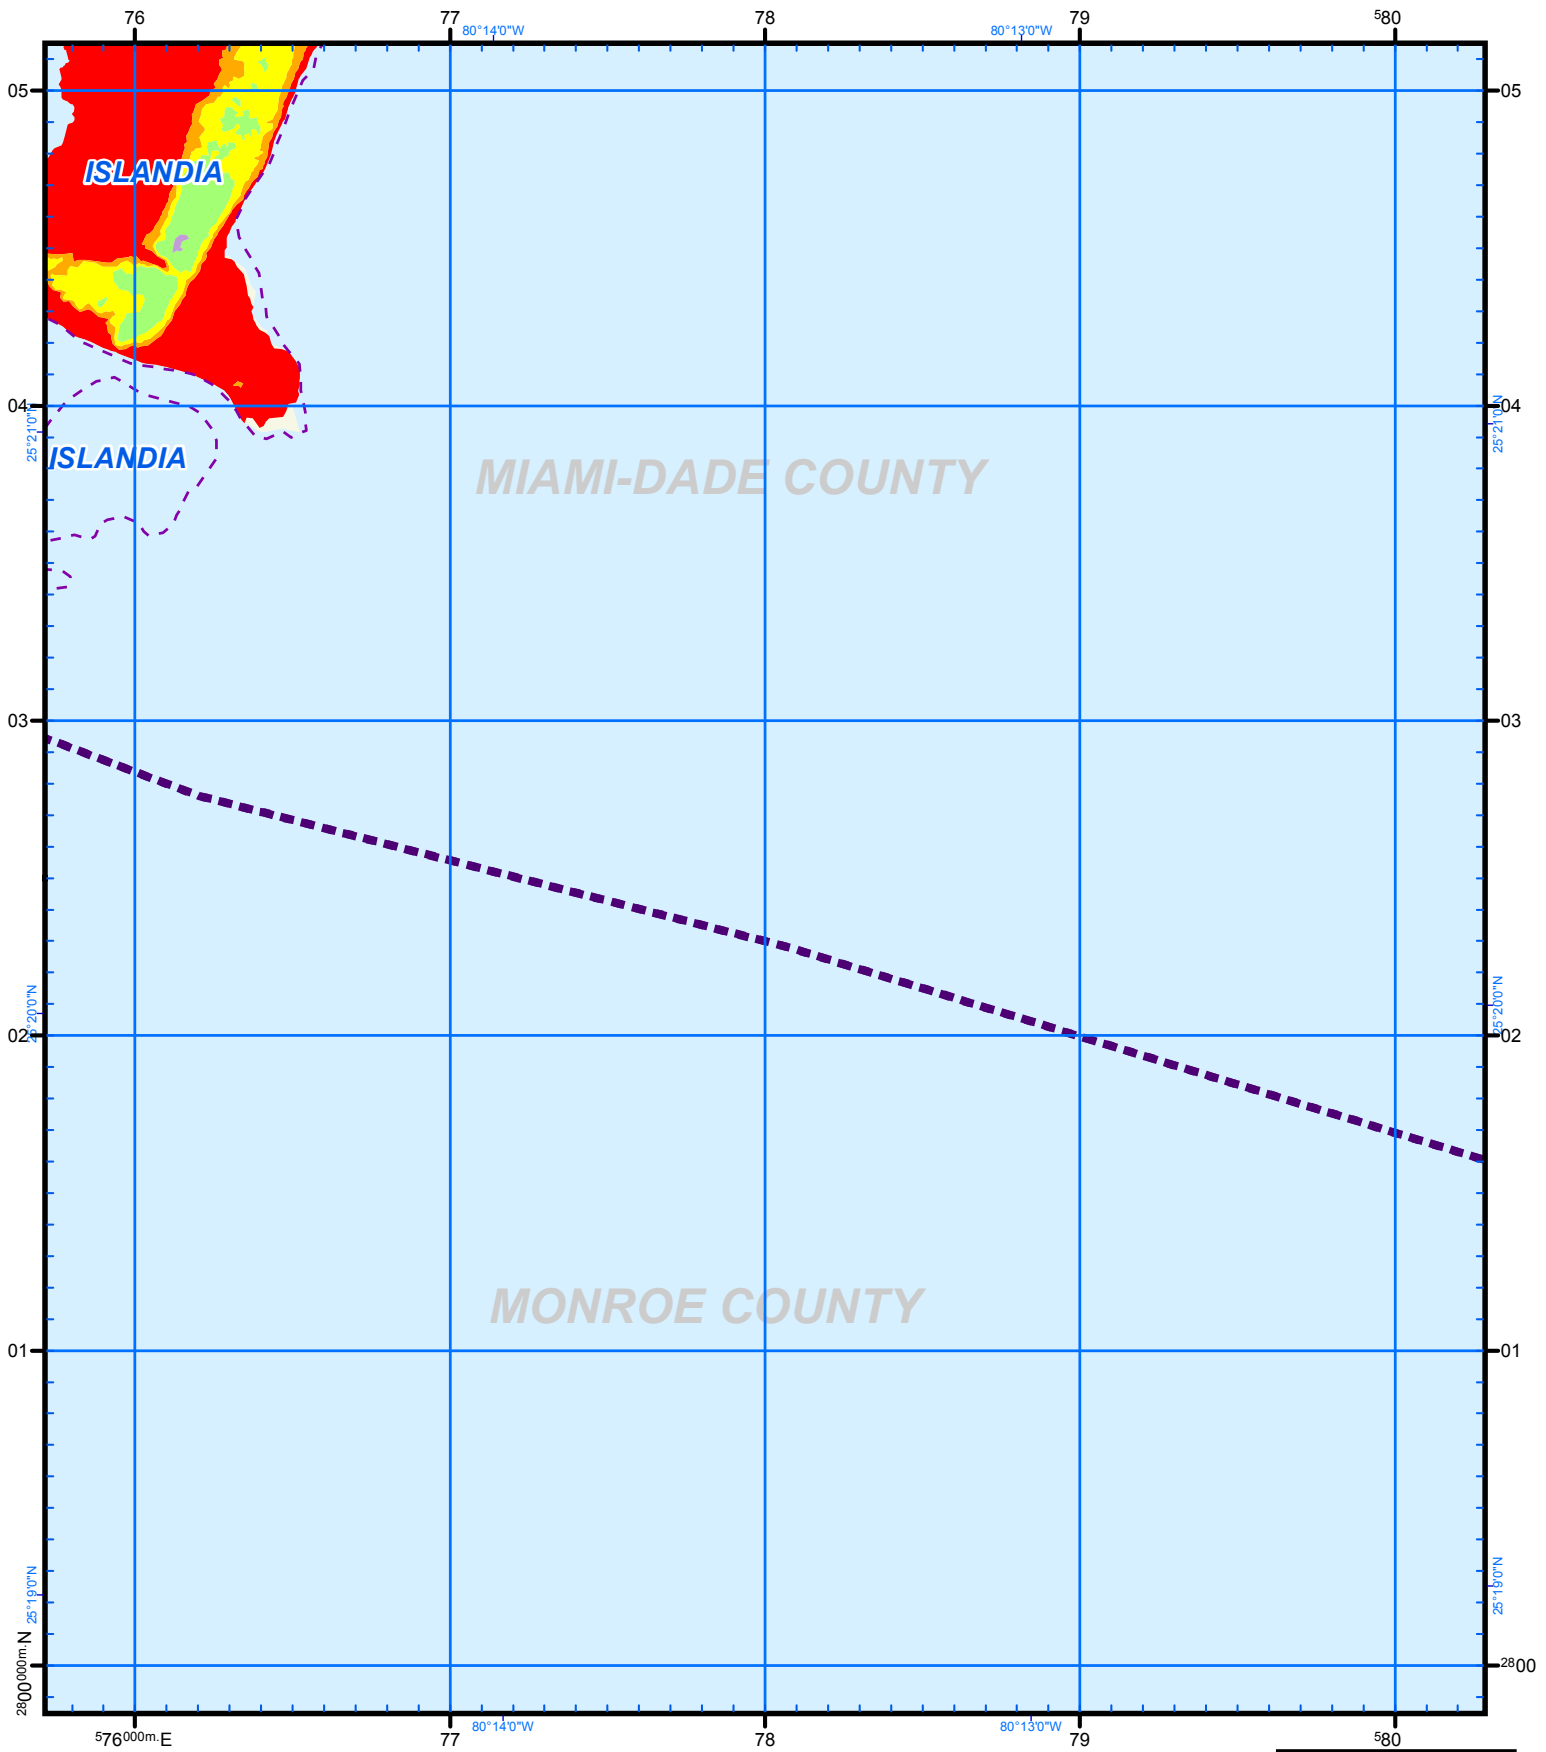 76 77 78 79 580
80°14'0"W 80°13'0"W
05 05
ISLANDIA
04 04
25°21'0"N 25°21'0"N
ISLANDIA
MIAMI-DADE COUNTY
03 03
25°20'0"N 25°20'0"N
02 02
MONROE COUNTY
01 01
25°19'0"N 25°19'0"N
2800000m.N 2800
80°14'0"W 80°13'0"W
576000m.E 77 78 79 580